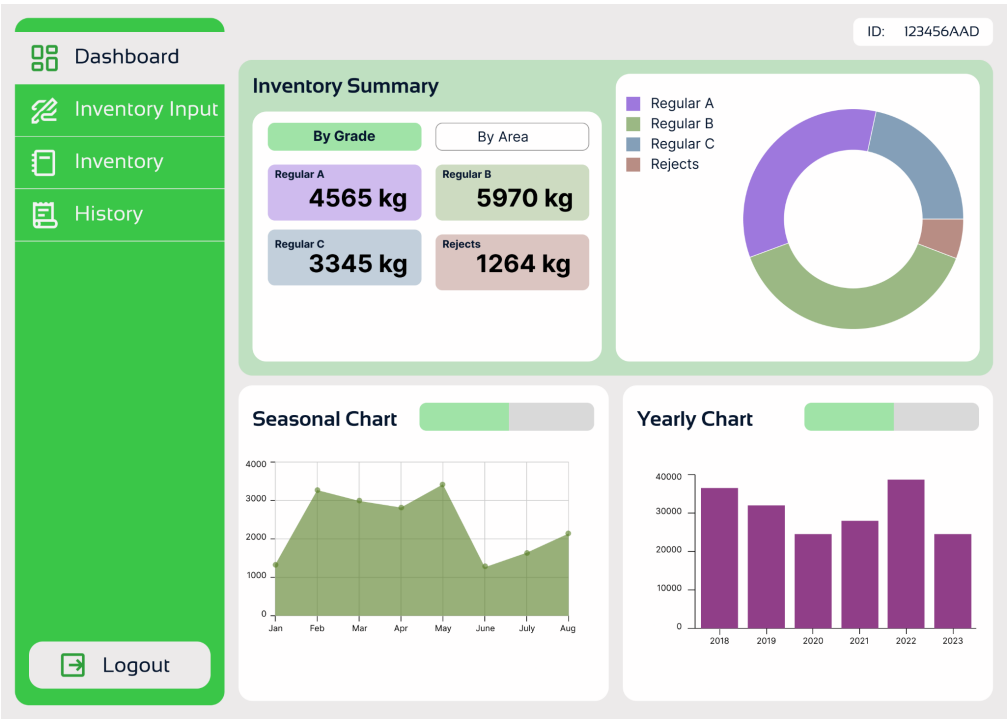 ID: 123456AAD
Dashboard
Inventory Input
Inventory
History
Logout
Inventory Summary
By Grade
By Area
Regular A
4565 kg
Regular B
5970 kg
Regular C
3345 kg
Rejects
1264 kg
Regular A
Regular B
Regular C
Rejects
Seasonal Chart
4000
3000
2000
1000
0
Jan Feb Mar Apr May June July Aug
Yearly Chart
40000
30000
20000
10000
0
2018 2019 2020 2021 2022 2023